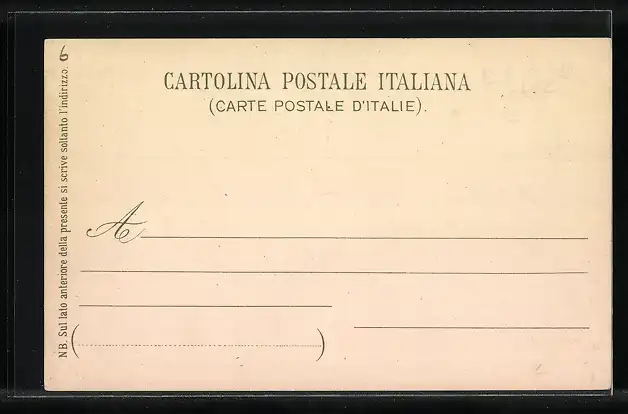 CARTOLINA POSTALE ITALIANA
(CARTE POSTALE D'ITALIE).
A
( )
NB. Sul lato anteriore della presente si scrive soltanto l'indirizzo. 6